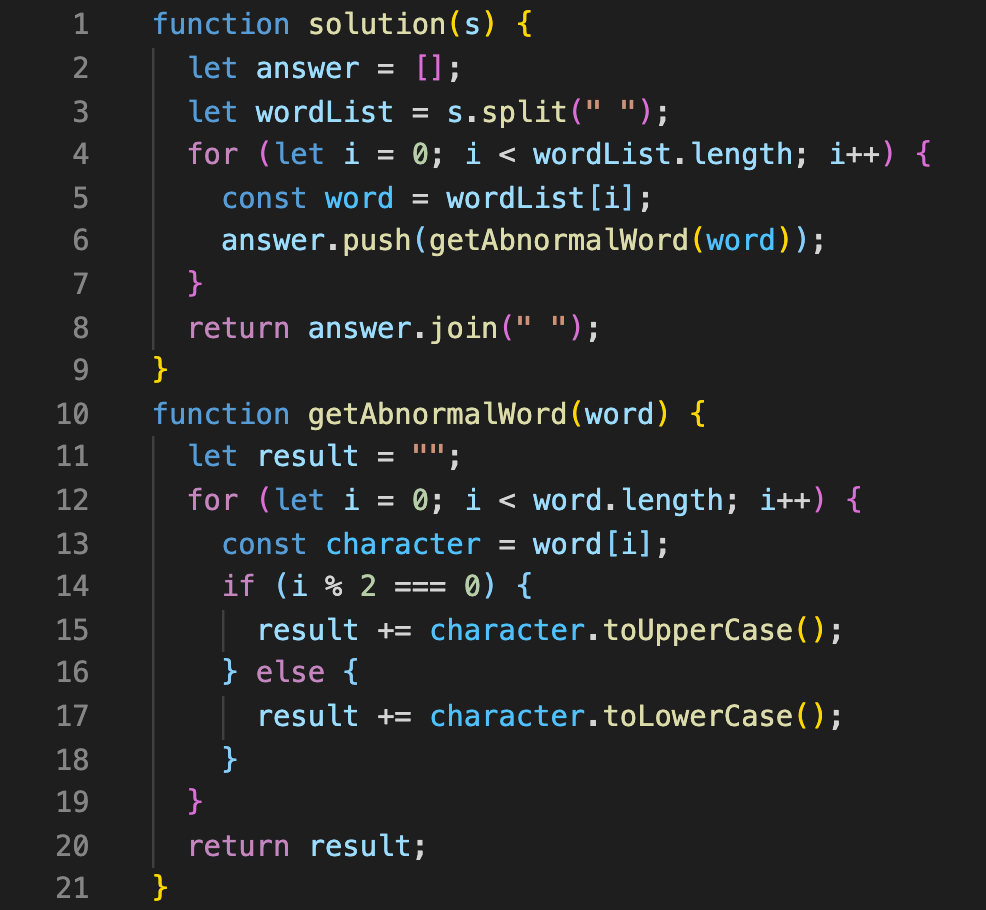 1 function solution(s) {
2 let answer = [];
3 let wordList = s.split(" ");
4 for (let i = 0; i < wordList.length; i++) {
5 const word = wordList[i];
6 answer.push(getAbnormalWord(word));
7 }
8 return answer.join(" ");
9 }
10 function getAbnormalWord(word) {
11 let result = "";
12 for (let i = 0; i < word.length; i++) {
13 const character = word[i];
14 if (i % 2 === 0) {
15 result += character.toUpperCase();
16 } else {
17 result += character.toLowerCase();
18 }
19 }
20 return result;
21 }